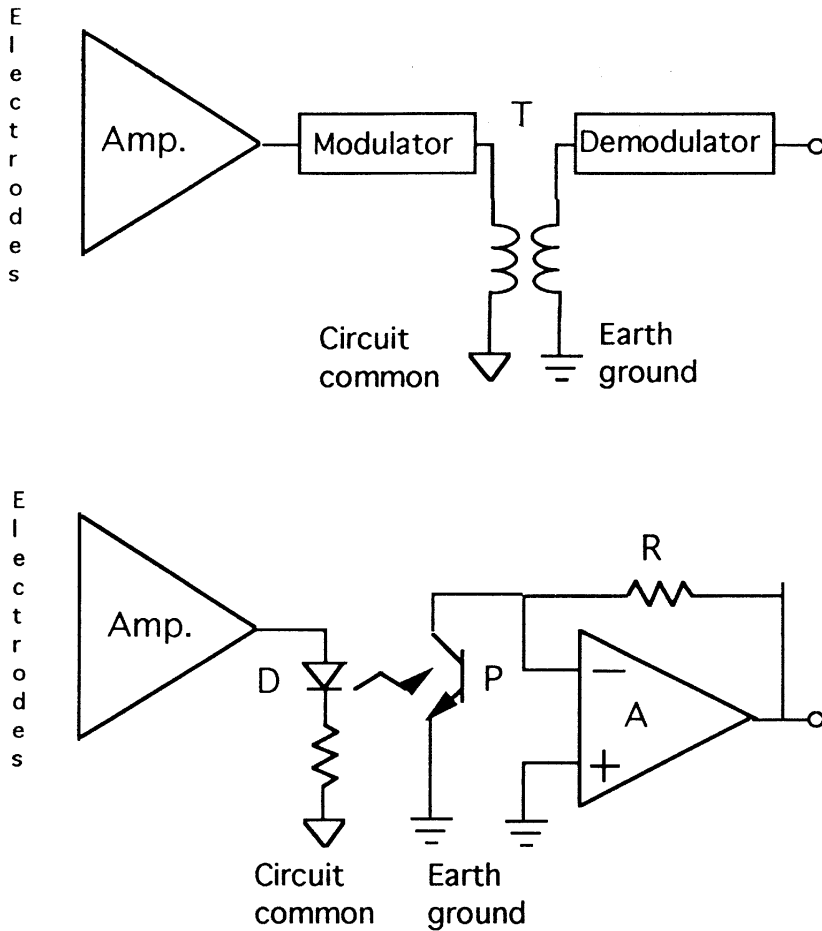 Electrodes
Amp.
Modulator
T
Demodulator
Circuit
common
Earth
ground
Electrodes
Amp.
D
P
R
−
A
+
Circuit
common
Earth
ground